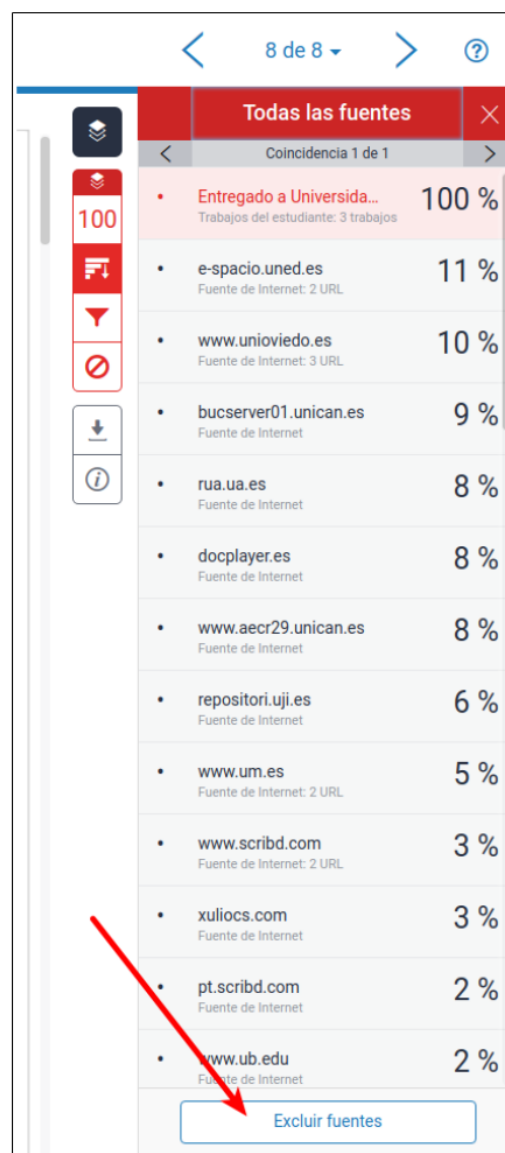 8 de 8
Todas las fuentes
Coincidencia 1 de 1
100
Entregado a Universida... 100 %
Trabajos del estudiante: 3 trabajos
e-spacio.uned.es 11 %
Fuente de Internet: 2 URL
www.unioviedo.es 10 %
Fuente de Internet: 3 URL
bucserver01.unican.es 9 %
Fuente de Internet
rua.ua.es 8 %
Fuente de Internet
docplayer.es 8 %
Fuente de Internet
www.aecr29.unican.es 8 %
Fuente de Internet
repositori.uji.es 6 %
Fuente de Internet
www.um.es 5 %
Fuente de Internet: 2 URL
www.scribd.com 3 %
Fuente de Internet: 2 URL
xuliocs.com 3 %
Fuente de Internet
pt.scribd.com 2 %
Fuente de Internet
www.ub.edu 2 %
Fuente de Internet
Excluir fuentes